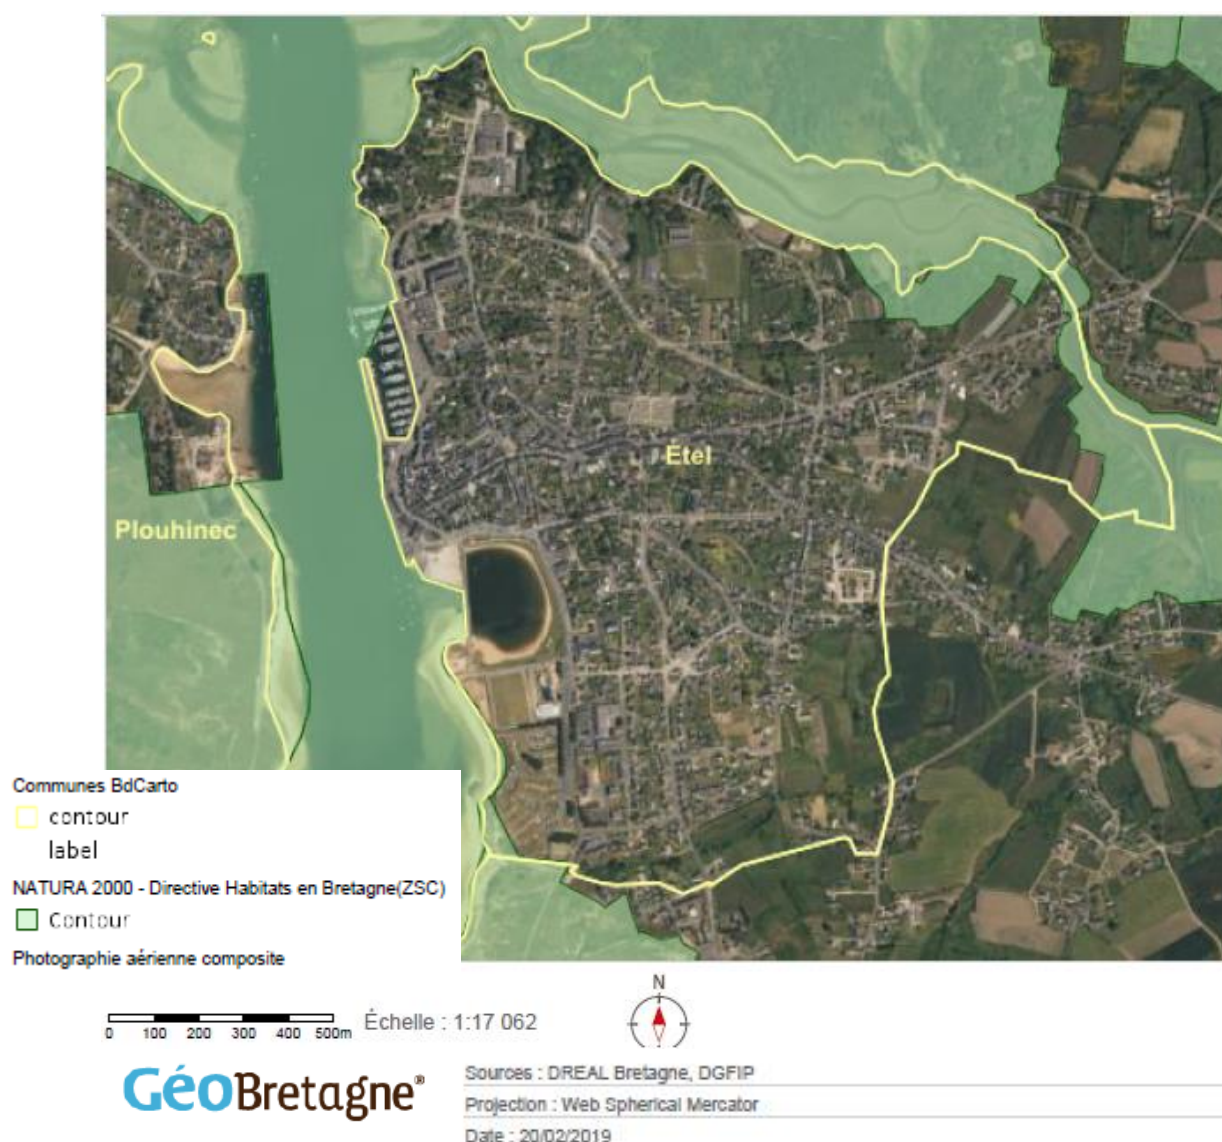 Étel
Plouhinec
Communes BdCarto
contour
label
NATURA 2000 - Directive Habitats en Bretagne(ZSC)
Contour
Photographie aérienne composite
N
0 100 200 300 400 500m
Échelle : 1:17 062
GéoBretagne®
Sources : DREAL Bretagne, DGFIP
Projection : Web Spherical Mercator
Date : 20/02/2019